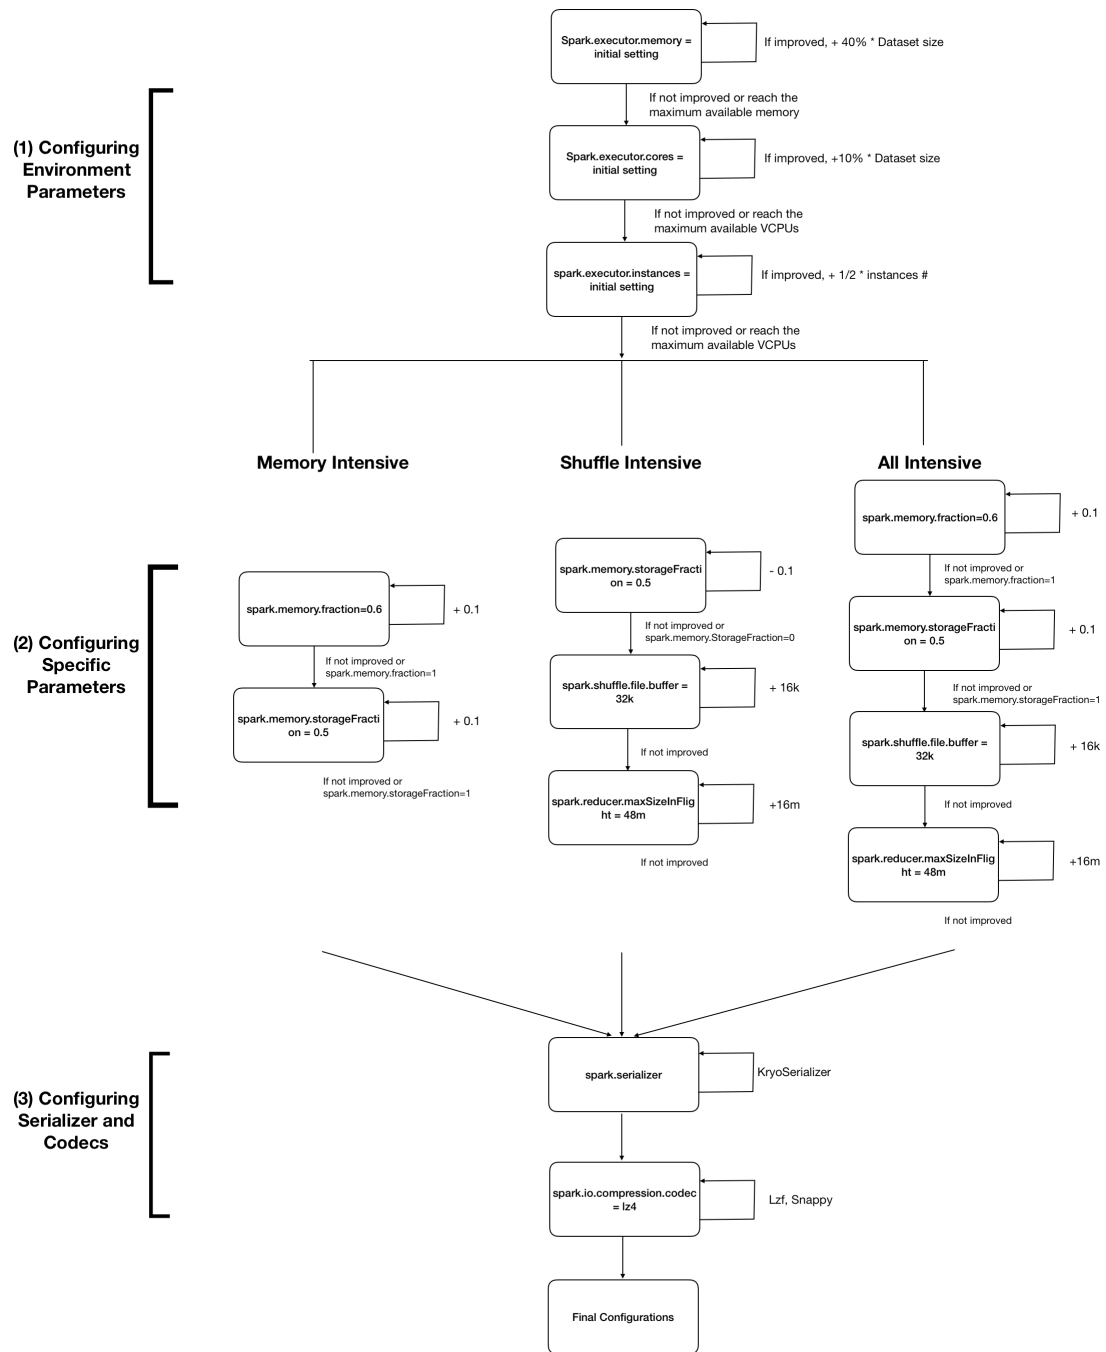 Spark.executor.memory =
initial setting
If improved, + 40% * Dataset size
If not improved or reach the
maximum available memory
(1) Configuring
Environment
Parameters
Spark.executor.cores =
initial setting
If improved, +10% * Dataset size
If not improved or reach the
maximum available VCPUs
spark.executor.instances =
initial setting
If improved, + 1/2 * instances #
If not improved or reach the
maximum available VCPUs
Memory Intensive
Shuffle Intensive
All Intensive
(2) Configuring
Specific
Parameters
spark.memory.fraction=0.6
+ 0.1
If not improved or
spark.memory.fraction=1
spark.memory.storageFracti
on = 0.5
+ 0.1
If not improved or
spark.memory.storageFraction=1
spark.memory.storageFracti
on = 0.5
- 0.1
If not improved or
spark.memory.StorageFraction=0
spark.shuffle.file.buffer =
32k
+ 16k
If not improved
spark.reducer.maxSizeInFlig
ht = 48m
+16m
If not improved
spark.memory.fraction=0.6
+ 0.1
If not improved or
spark.memory.fraction=1
spark.memory.storageFracti
on = 0.5
+ 0.1
If not improved or
spark.memory.storageFraction=1
spark.shuffle.file.buffer =
32k
+ 16k
If not improved
spark.reducer.maxSizeInFlig
ht = 48m
+16m
If not improved
(3) Configuring
Serializer and
Codecs
spark.serializer
KryoSerializer
spark.io.compression.codec
= lz4
Lzf, Snappy
Final Configurations